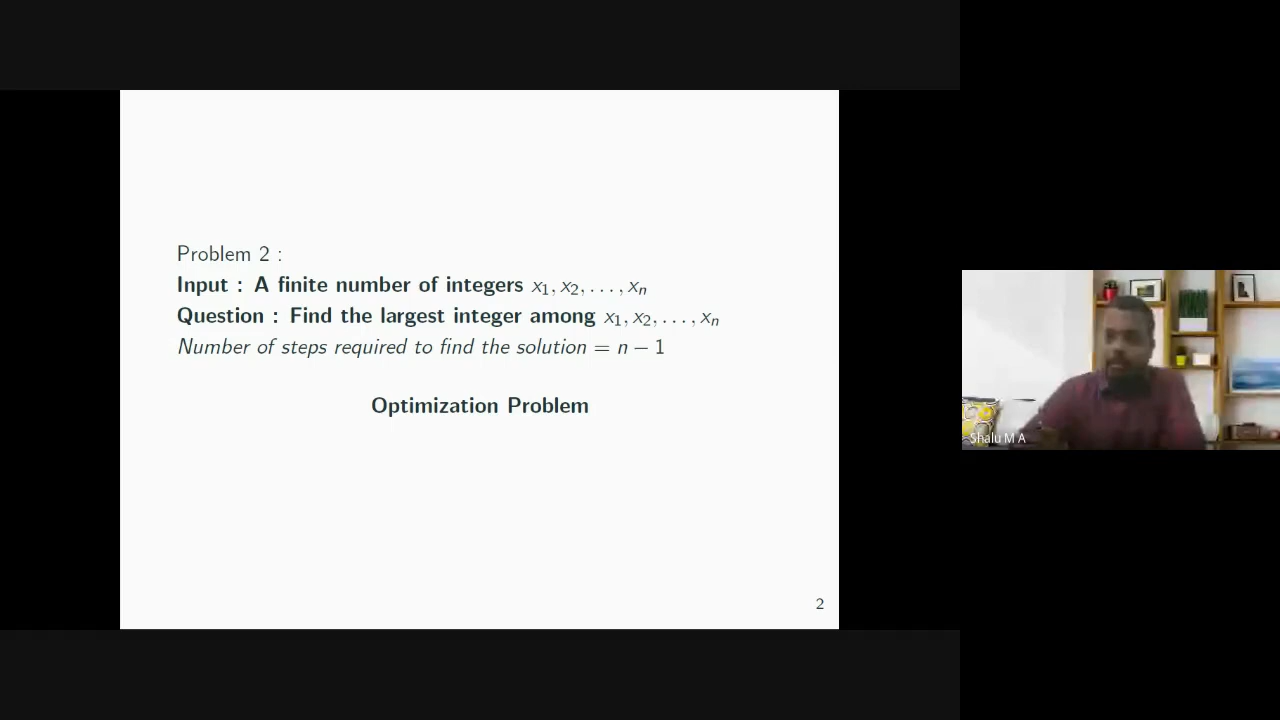 Problem 2 :
Input : A finite number of integers x₁, x₂, . . . , xₙ
Question : Find the largest integer among x₁, x₂, . . . , xₙ
Number of steps required to find the solution = n − 1
Optimization Problem
2
Shalu M A